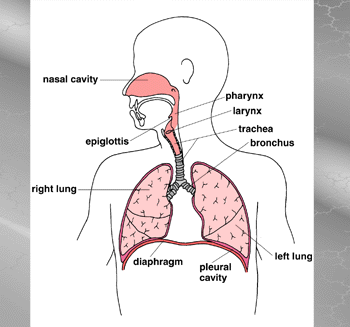 nasal cavity
pharynx
larynx
trachea
epiglottis
bronchus
right lung
left lung
diaphragm
pleural
cavity